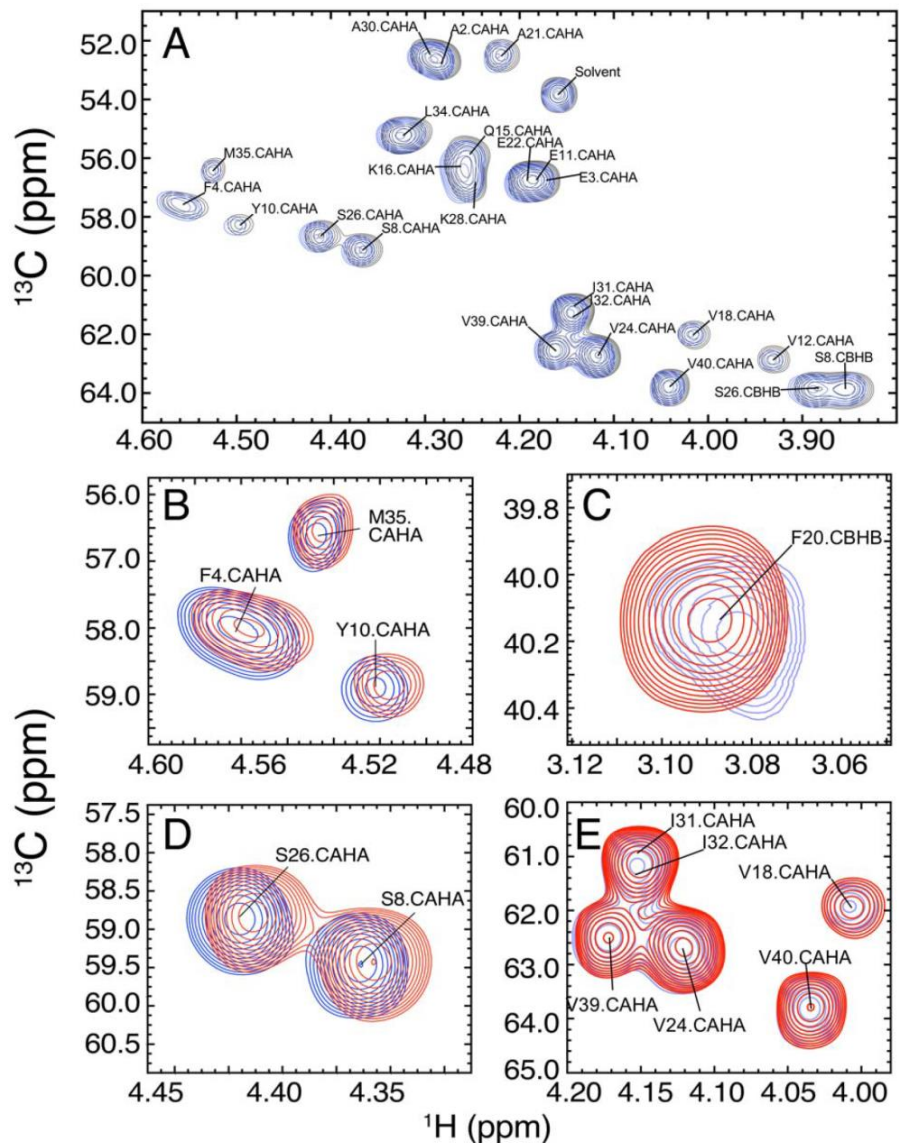 A
52.0
54.0
56.0
58.0
60.0
62.0
64.0
13C (ppm)
A30.CAHA
A2.CAHA
A21.CAHA
Solvent
L34.CAHA
Q15.CAHA
E22.CAHA
E11.CAHA
M35.CAHA
K16.CAHA
E3.CAHA
F4.CAHA
K28.CAHA
Y10.CAHA
S26.CAHA
S8.CAHA
I31.CAHA
I32.CAHA
V39.CAHA
V24.CAHA
V18.CAHA
V12.CAHA
V40.CAHA
S8.CBHB
S26.CBHB
4.60 4.50 4.40 4.30 4.20 4.10 4.00 3.90
B
56.0
57.0
58.0
59.0
M35.
CAHA
F4.CAHA
Y10.CAHA
4.60 4.56 4.52 4.48
C
39.8
40.0
40.2
40.4
F20.CBHB
3.12 3.10 3.08 3.06
13C (ppm)
D
57.5
58.0
58.5
59.0
59.5
60.0
60.5
S26.CAHA
S8.CAHA
4.45 4.40 4.35
E
60.0
61.0
62.0
63.0
64.0
65.0
I31.CAHA
I32.CAHA
V18.CAHA
V40.CAHA
V39.CAHA
V24.CAHA
4.20 4.15 4.10 4.05 4.00
1H (ppm)